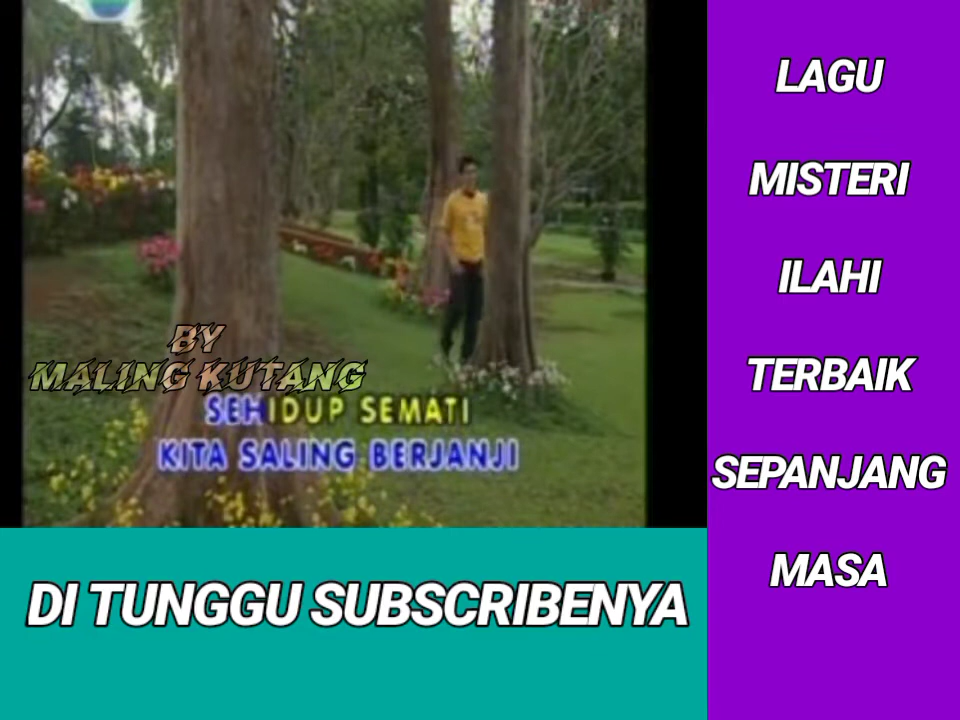 BY
MALING KUTANG
SEHIDUP SEMATI
KITA SALING BERJANJI
DI TUNGGU SUBSCRIBENYA
LAGU
MISTERI
ILAHI
TERBAIK
SEPANJANG
MASA